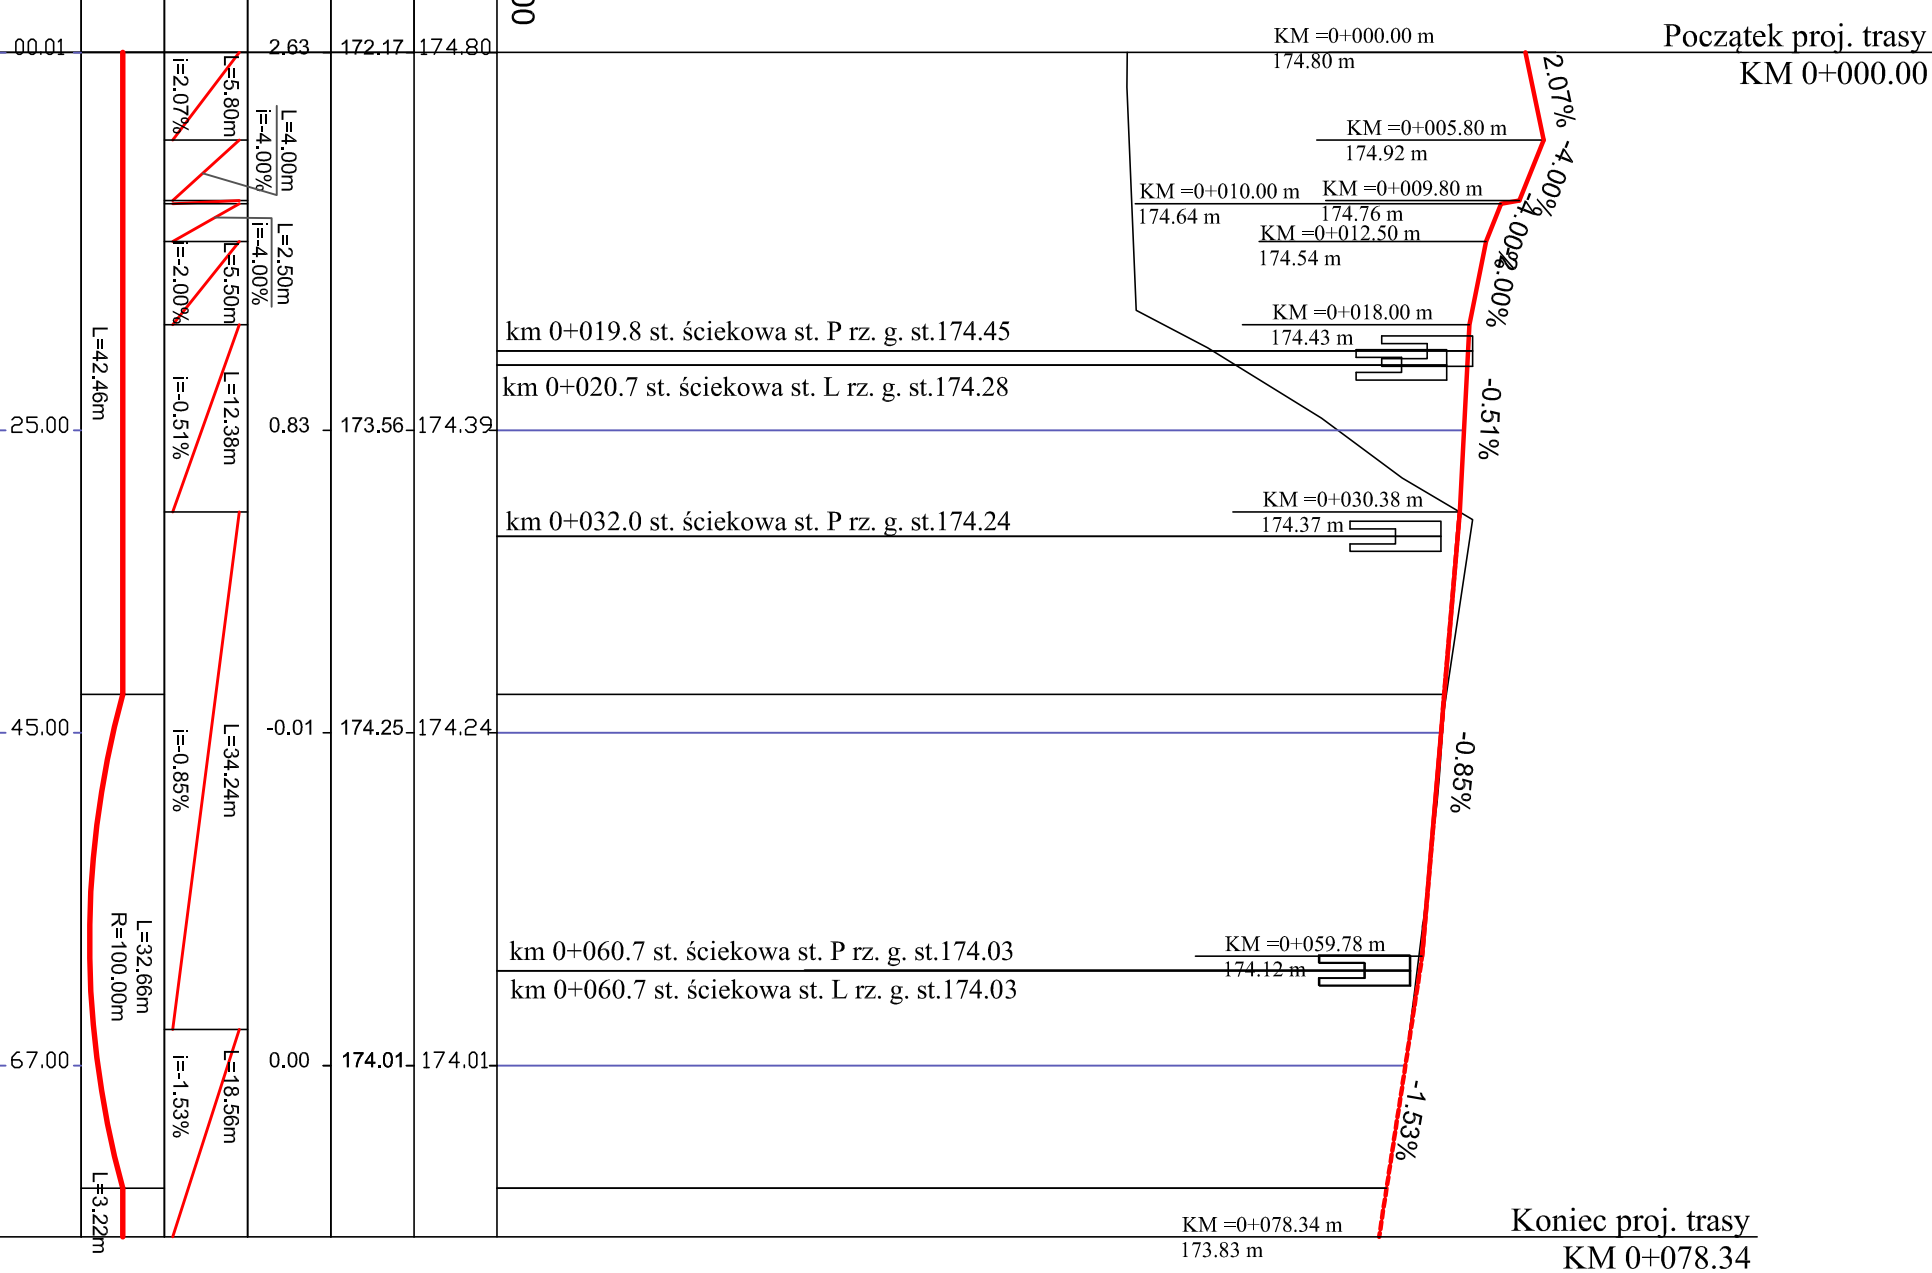 00
Początek proj. trasy
KM 0+000.00
00.01
2.63
172.17
174.80
KM =0+000.00 m
174.80 m
2.07%
L=5.80m
i=2.07%
KM =0+005.80 m
174.92 m
-4.00%
L=4.00m
i=-4.00%
KM =0+009.80 m
174.76 m
KM =0+010.00 m
174.64 m
-4.00%
L=2.50m
i=-4.00%
KM =0+012.50 m
174.54 m
-2.00%
L=5.50m
i=-2.00%
KM =0+018.00 m
174.43 m
km 0+019.8 st. ściekowa st. P rz. g. st.174.45
km 0+020.7 st. ściekowa st. L rz. g. st.174.28
L=42.46m
L=12.38m
i=-0.51%
-0.51%
25.00
0.83
173.56
174.39
KM =0+030.38 m
174.37 m
km 0+032.0 st. ściekowa st. P rz. g. st.174.24
45.00
-0.01
174.25
174.24
L=34.24m
i=-0.85%
-0.85%
L=32.66m
R=100.00m
km 0+060.7 st. ściekowa st. P rz. g. st.174.03
km 0+060.7 st. ściekowa st. L rz. g. st.174.03
KM =0+059.78 m
174.12 m
67.00
0.00
174.01
174.01
L=18.56m
i=-1.53%
-1.53%
L=3.22m
KM =0+078.34 m
173.83 m
Koniec proj. trasy
KM 0+078.34